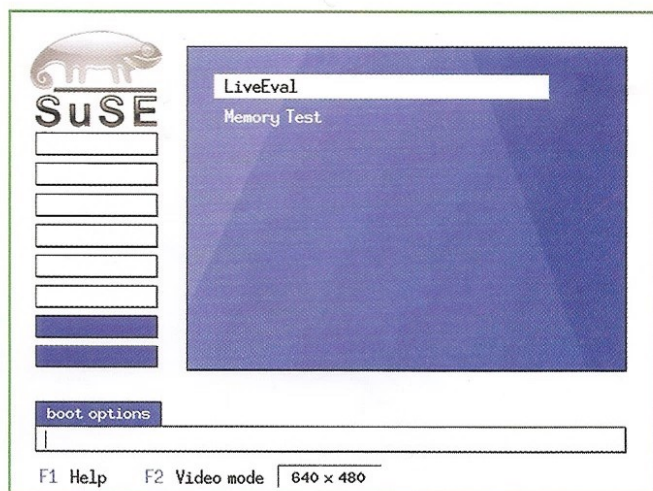 SuSE
LiveEval
Memory Test
boot options
F1 Help F2 Video mode 640 x 480